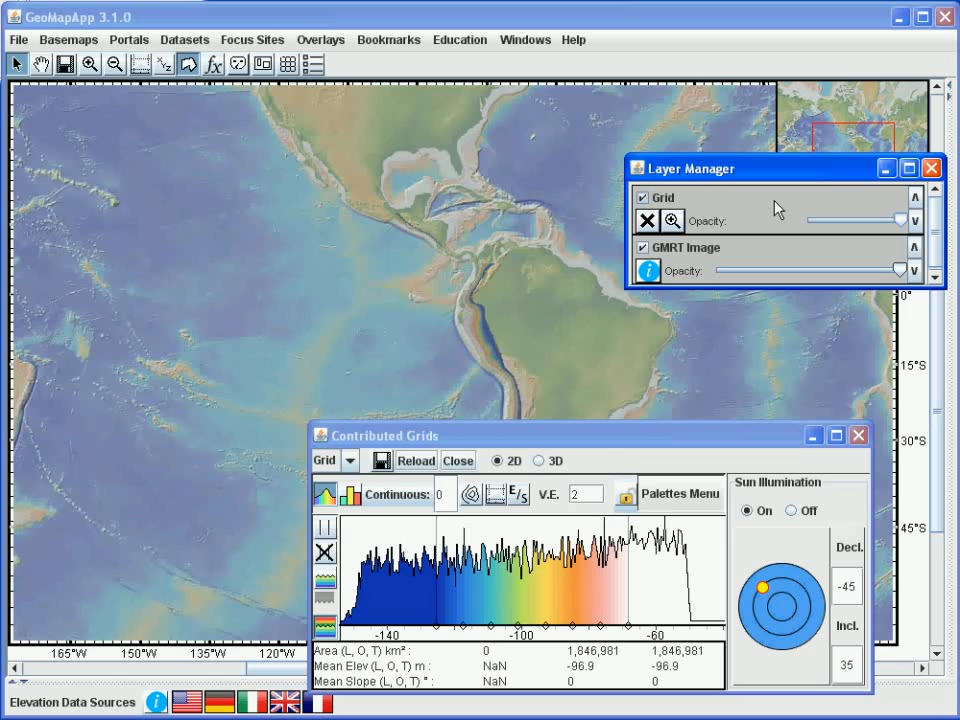 GeoMapApp 3.1.0
File Basemaps Portals Datasets Focus Sites Overlays Bookmarks Education Windows Help
Layer Manager
Grid
Opacity:
GMRT Image
Opacity:
0°
15°S
30°S
45°S
165°W 150°W 135°W 120°W
Contributed Grids
Grid Reload Close 2D 3D
Continuous: 0 E/S V.E. 2 Palettes Menu
Sun Illumination
On Off
Decl.
-45
Incl.
35
-140 -100 -60
Area (L, O, T) km² : 0 1,846,981 1,846,981
Mean Elev (L, O, T) m : NaN -96.9 -96.9
Mean Slope (L, O, T) ° : NaN 0 0
Elevation Data Sources